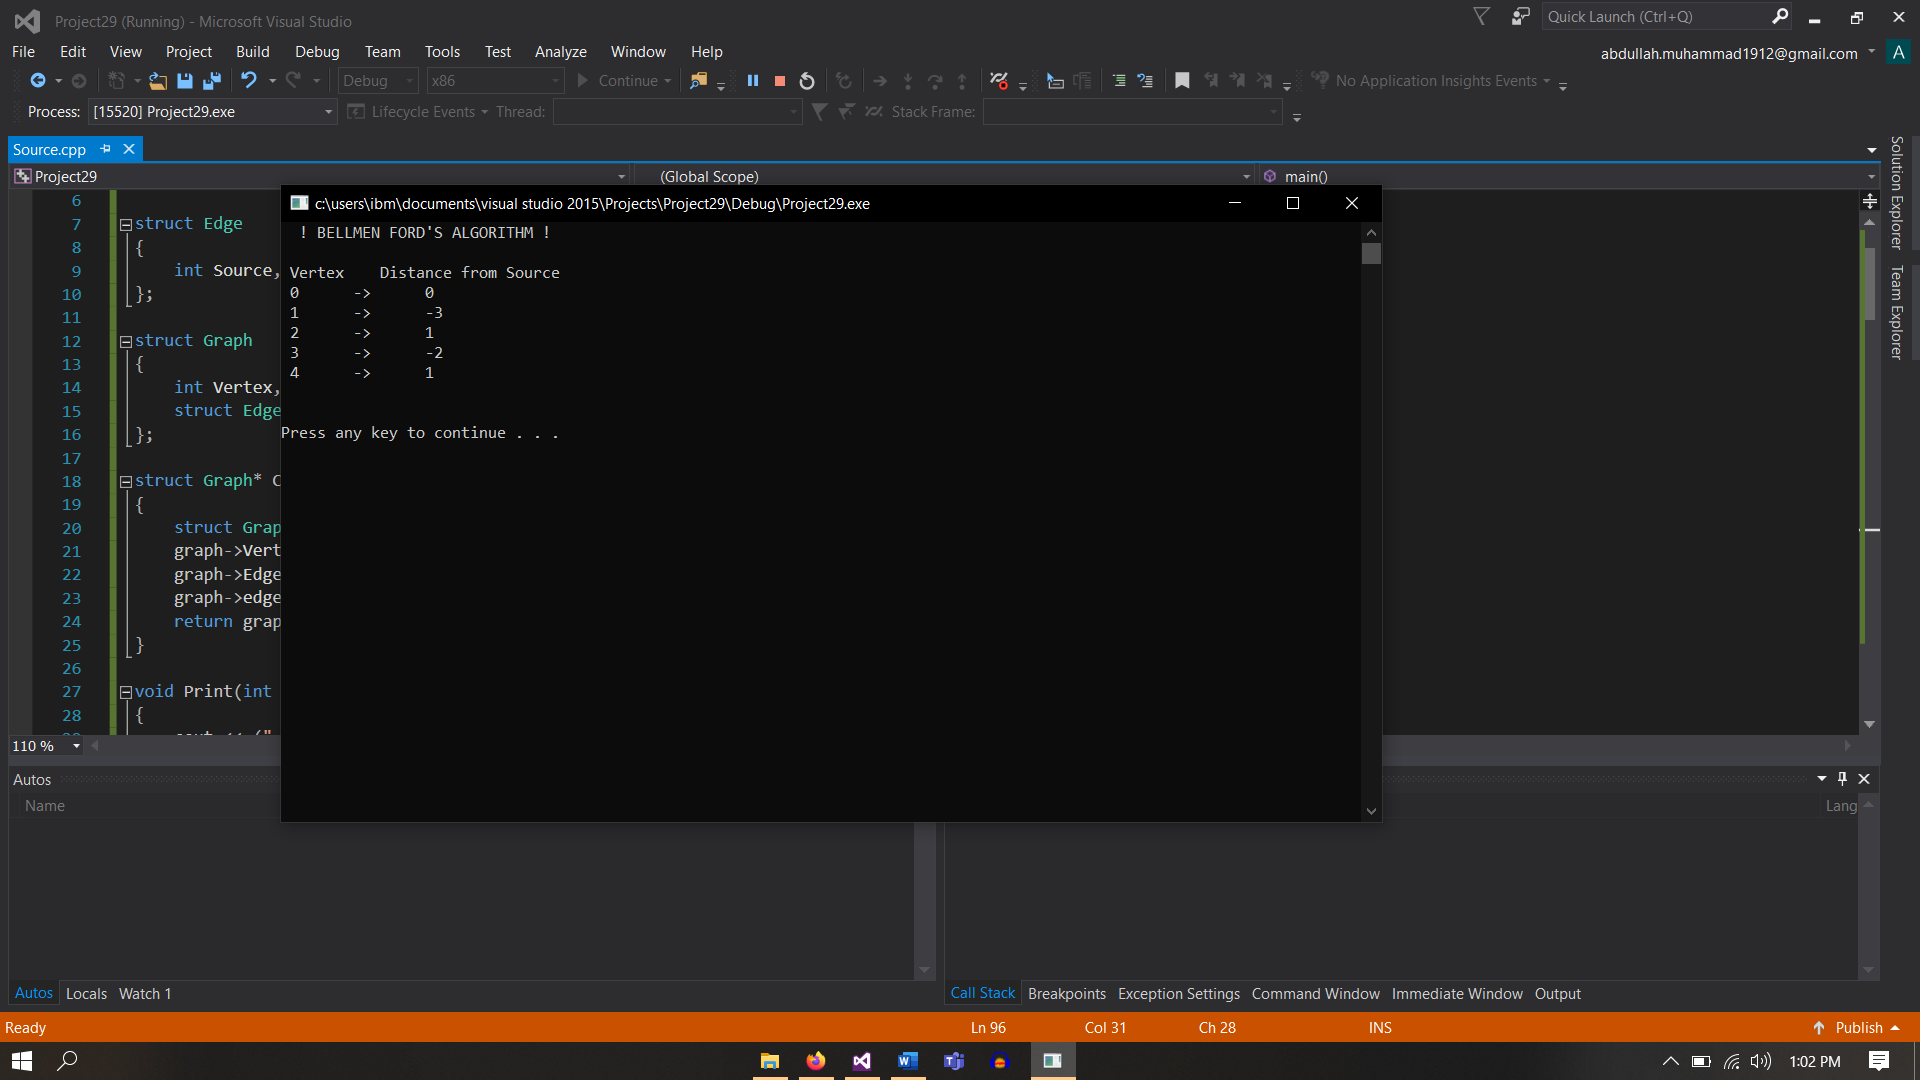 Project29 (Running) - Microsoft Visual Studio
Quick Launch (Ctrl+Q)
File Edit View Project Build Debug Team Tools Test Analyze Window Help
abdullah.muhammad1912@gmail.com A
Debug x86 Continue No Application Insights Events
Process: [15520] Project29.exe Lifecycle Events Thread: Stack Frame:
Source.cpp
Project29 (Global Scope) main()
Solution Explorer
Team Explorer
c:\users\ibm\documents\visual studio 2015\Projects\Project29\Debug\Project29.exe
! BELLMEN FORD'S ALGORITHM !
Vertex Distance from Source
0 -> 0
1 -> -3
2 -> 1
3 -> -2
4 -> 1
Press any key to continue . . .
6
7 struct Edge
8 {
9 int Source,
10 };
11
12 struct Graph
13 {
14 int Vertex,
15 struct Edge
16 };
17
18 struct Graph* C
19 {
20 struct Grap
21 graph->Vert
22 graph->Edge
23 graph->edge
24 return grap
25 }
26
27 void Print(int
28 {
110 %
Autos
Name
Lang
Autos Locals Watch 1
Call Stack Breakpoints Exception Settings Command Window Immediate Window Output
Ready Ln 96 Col 31 Ch 28 INS Publish
1:02 PM